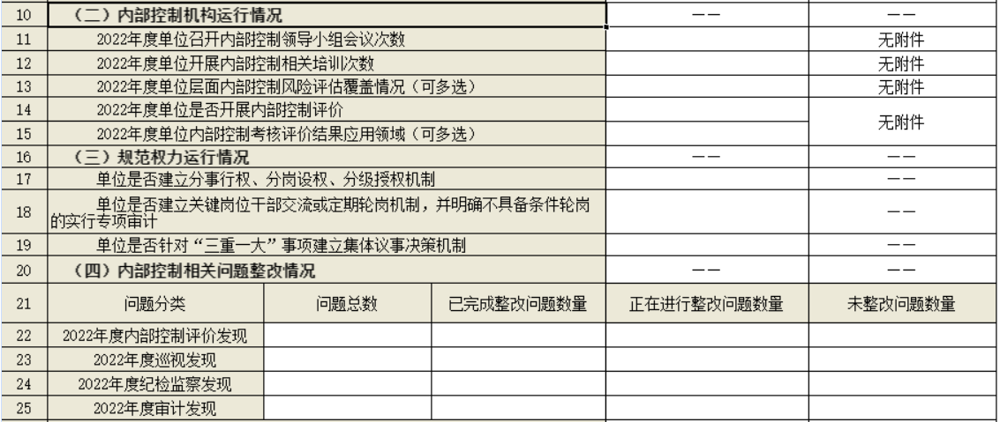 10 （二）内部控制机构运行情况 —— ——
11 2022年度单位召开内部控制领导小组会议次数 无附件
12 2022年度单位开展内部控制相关培训次数 无附件
13 2022年度单位层面内部控制风险评估覆盖情况（可多选） 无附件
14 2022年度单位是否开展内部控制评价 无附件
15 2022年度单位内部控制考核评价结果应用领域（可多选）
16 （三）规范权力运行情况 —— ——
17 单位是否建立分事行权、分岗设权、分级授权机制 ——
18 单位是否建立关键岗位干部交流或定期轮岗机制，并明确不具备条件轮岗
的实行专项审计 ——
19 单位是否针对“三重一大”事项建立集体议事决策机制 ——
20 （四）内部控制相关问题整改情况 —— ——
21 问题分类 问题总数 已完成整改问题数量 正在进行整改问题数量 未整改问题数量
22 2022年度内部控制评价发现
23 2022年度巡视发现
24 2022年度纪检监察发现
25 2022年度审计发现